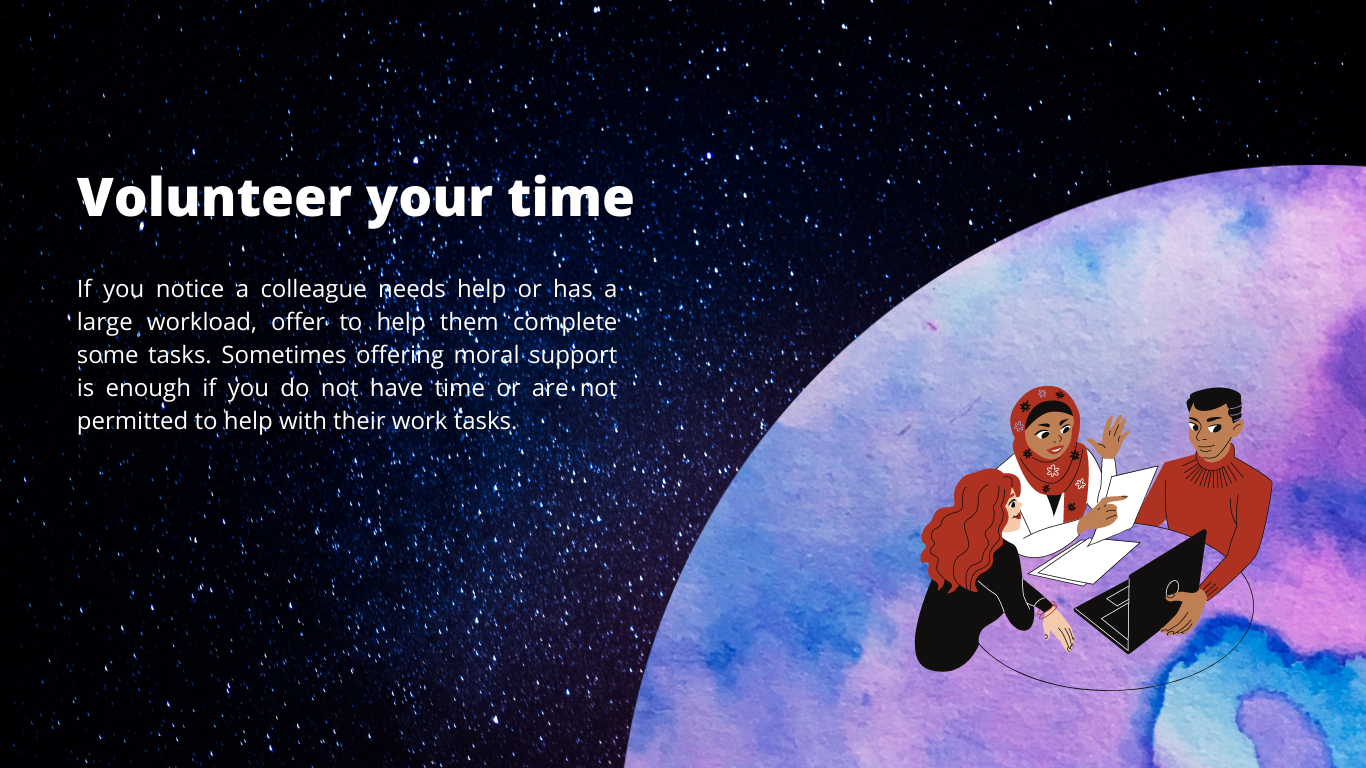 Volunteer your time
If you notice a colleague needs help or has a
large workload, offer to help them complete
some tasks. Sometimes offering moral support
is enough if you do not have time or are not
permitted to help with their work tasks.